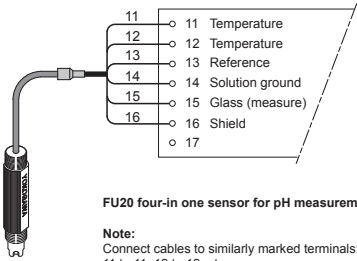 11
12
13
14
15
16
11 Temperature
12 Temperature
13 Reference
14 Solution ground
15 Glass (measure)
16 Shield
17
YOKOGAWA
FU20 four-in one sensor for pH
Note:
Connect cables to similarly marked terminals: